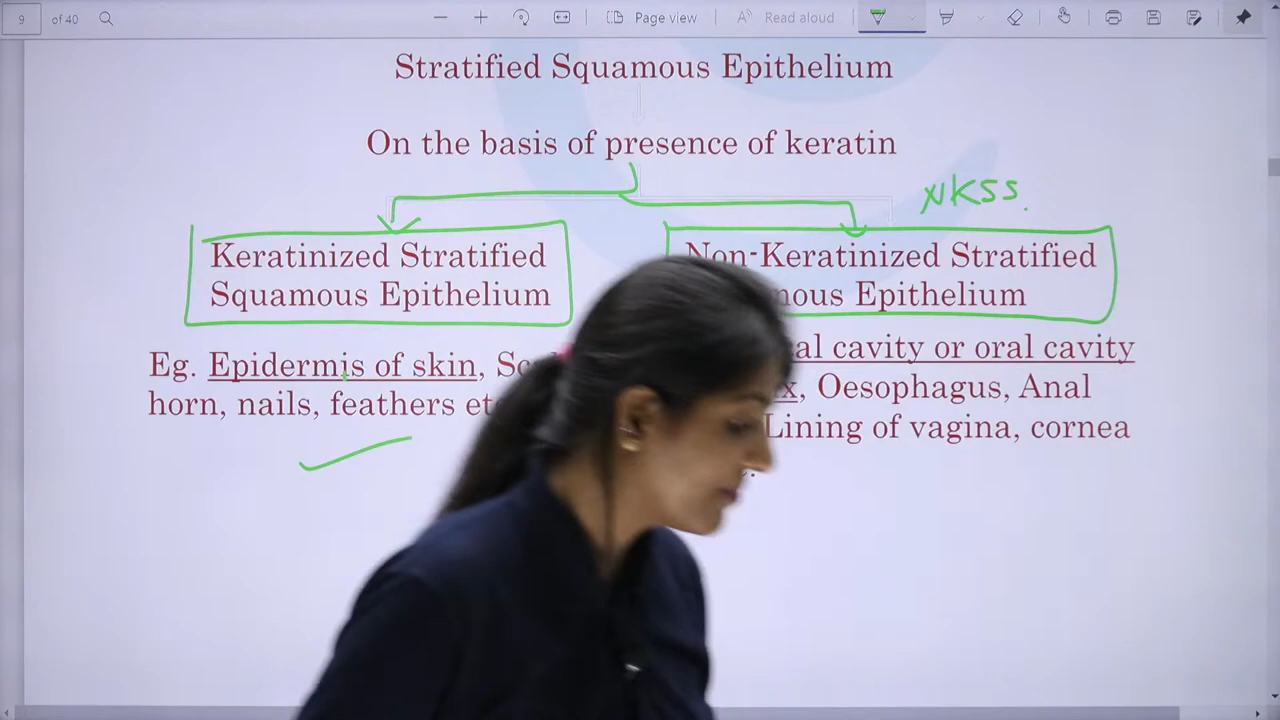 9 of 40 Page view Read aloud
Stratified Squamous Epithelium
On the basis of presence of keratin
NKSS.
Keratinized Stratified
Squamous Epithelium
Non-Keratinized Stratified
Epithelium
Eg. Epidermis of skin,
horn, nails, feathers
cavity or oral cavity
Oesophagus, Anal
Lining of vagina, cornea